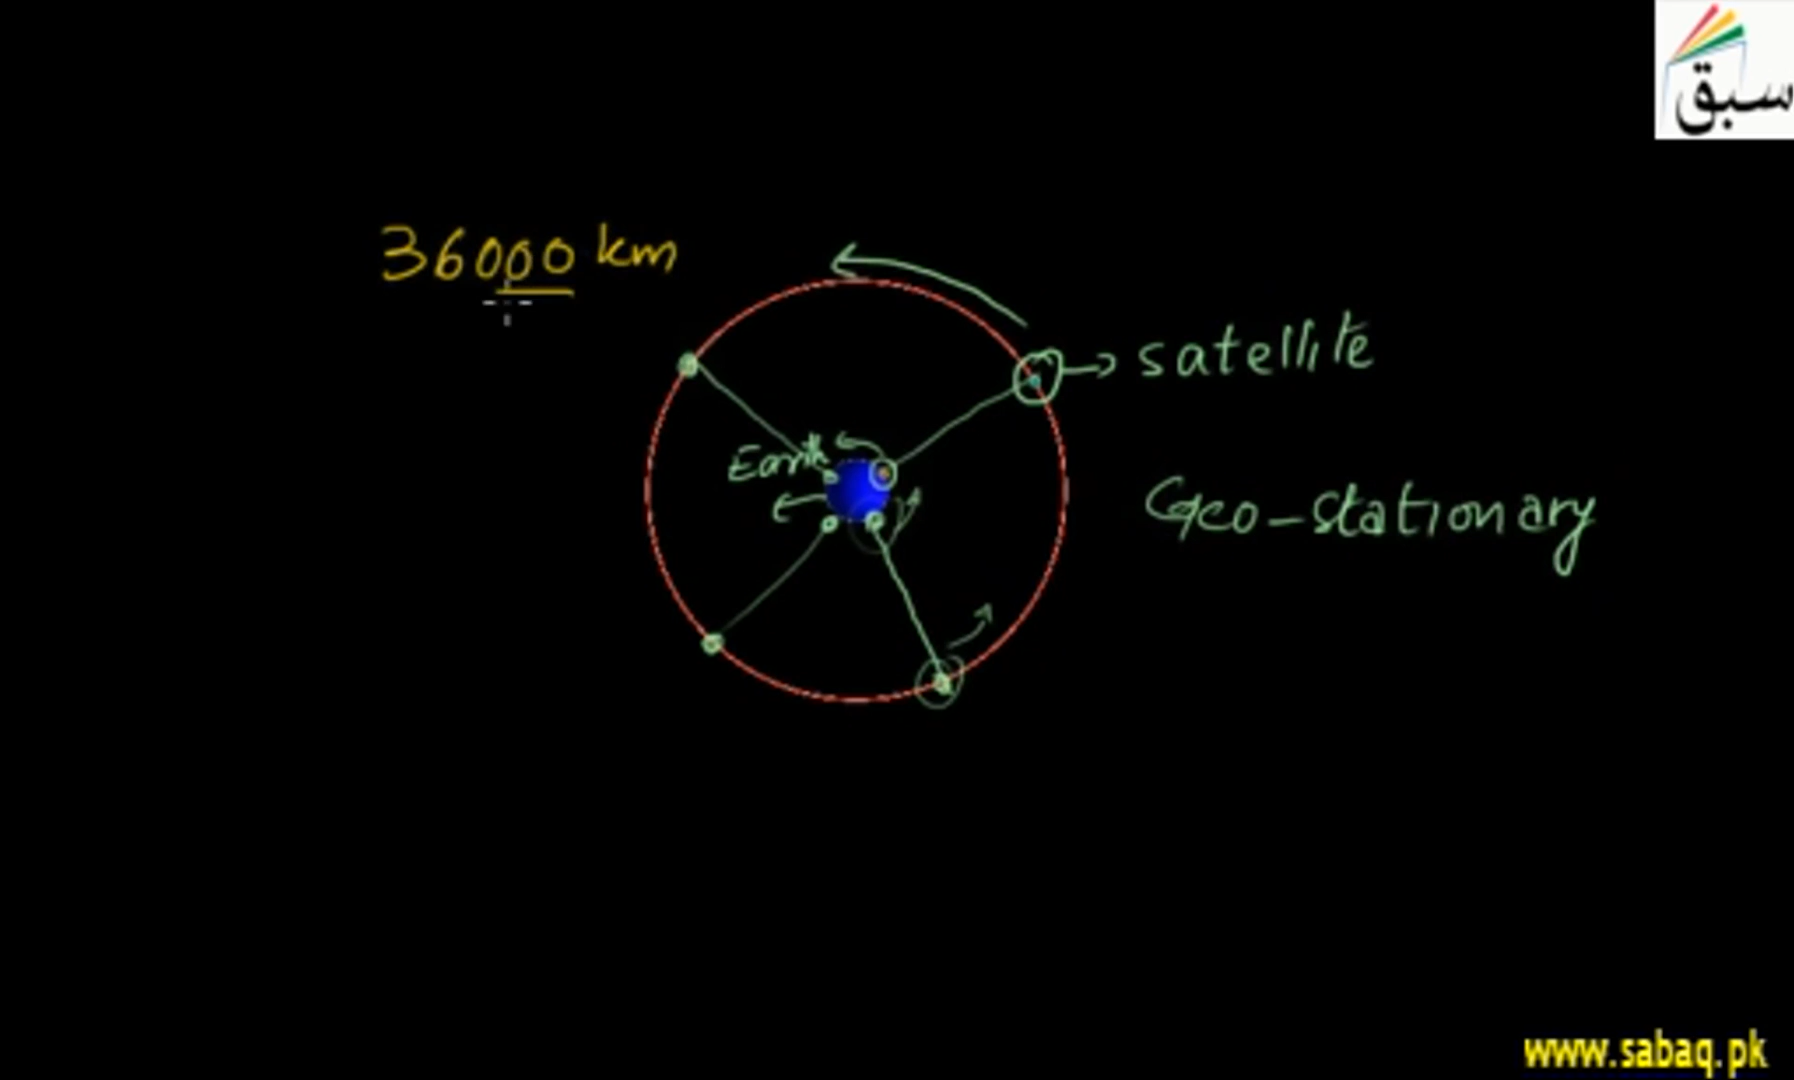 سبق
36000 km
satellite
Earth
Geo-stationary
www.sabaq.pk